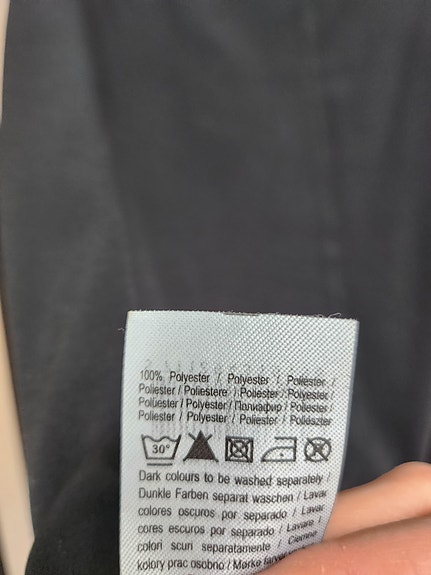 100% Polyester / Polyester / Poliester /
Poliester / Poliestere / Poliester / Polyester
Poliuester / Polyester / Полиафир / Poliester
Poliester / Polyester / Poliester / Poliészter
30°
Dark colours to be washed separately /
Dunkle Farben separat waschen / Lavar
colores oscuros por separado / Lavar
cores escuros por separado / Lavare /
colori scuri separatamente / Ciemne
kolory prac osobno / Mørke farver